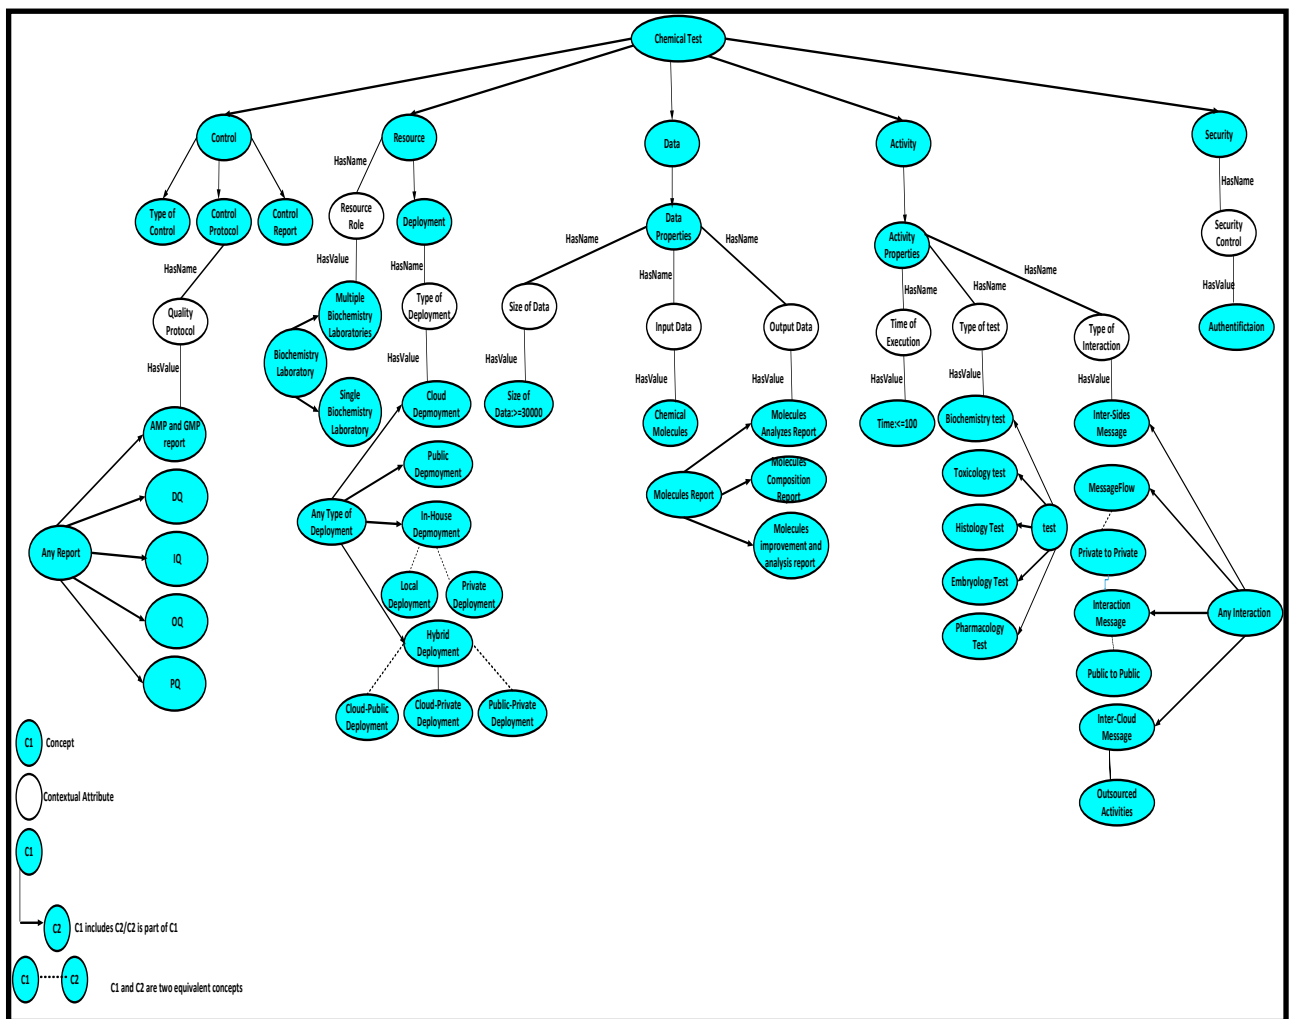 Chemical Test
Control
Resource
Data
Activity
Security
HasName
HasName
Type of
Control
Control
Protocol
Control
Report
Resource
Role
Deployment
Data
Properties
Activity
Properties
Security
Control
HasName
HasName
HasName
HasName
HasValue
HasName
HasName
HasName
HasName
HasValue
Quality
Protocol
Multiple
Biochemistry
Laboratories
Type of
Deployment
Size of Data
Input Data
Output Data
Time of
Execution
Type of test
Type of
Interaction
Authentifictaion
HasValue
Biochemistry
Laboratory
HasValue
HasValue
HasValue
HasValue
HasValue
HasValue
HasValue
Single
Biochemistry
Laboratory
Cloud
Depmoyment
Size of
Data:>=30000
Chemical
Molecules
Molecules
Analyzes Report
Time:<=100
Biochemistry test
Inter-Sides
Message
AMP and GMP
report
Public
Depmoyment
Molecules
Composition
Report
Toxicology test
MessageFlow
DQ
Molecules Report
Any Type of
Deployment
In-House
Depmoyment
Molecules
improvement and
analysis report
Histology Test
test
Private to Private
Any Report
IQ
Local
Deployment
Private
Deployment
Embryology Test
Interaction
Message
Any Interaction
OQ
Hybrid
Deployment
Pharmacology
Test
Public to Public
PQ
Cloud-Public
Deployment
Cloud-Private
Deployment
Public-Private
Deployment
Inter-Cloud
Message
Outsourced
Activities
C1 Concept
Contextual Attribute
C1
C2 C1 includes C2/C2 is part of C1
C1 C2 C1 and C2 are two equivalent concepts